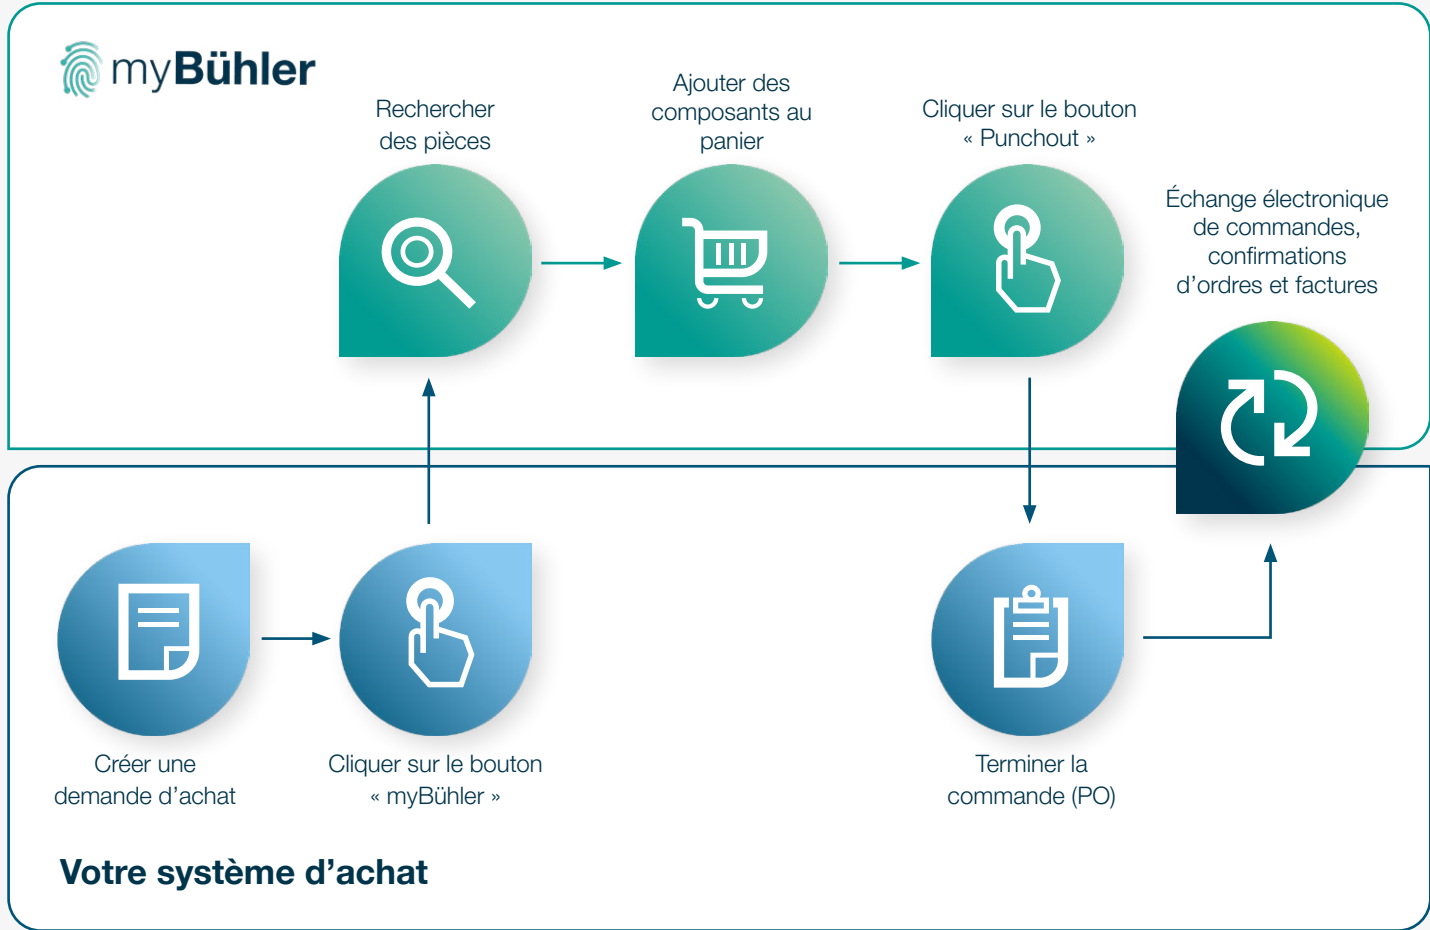 myBühler
Rechercher
des pièces
Ajouter des
composants au
panier
Cliquer sur le bouton
« Punchout »
Échange électronique
de commandes,
confirmations
d’ordres et factures
Créer une
demande d’achat
Cliquer sur le bouton
« myBühler »
Terminer la
commande (PO)
Votre système d’achat